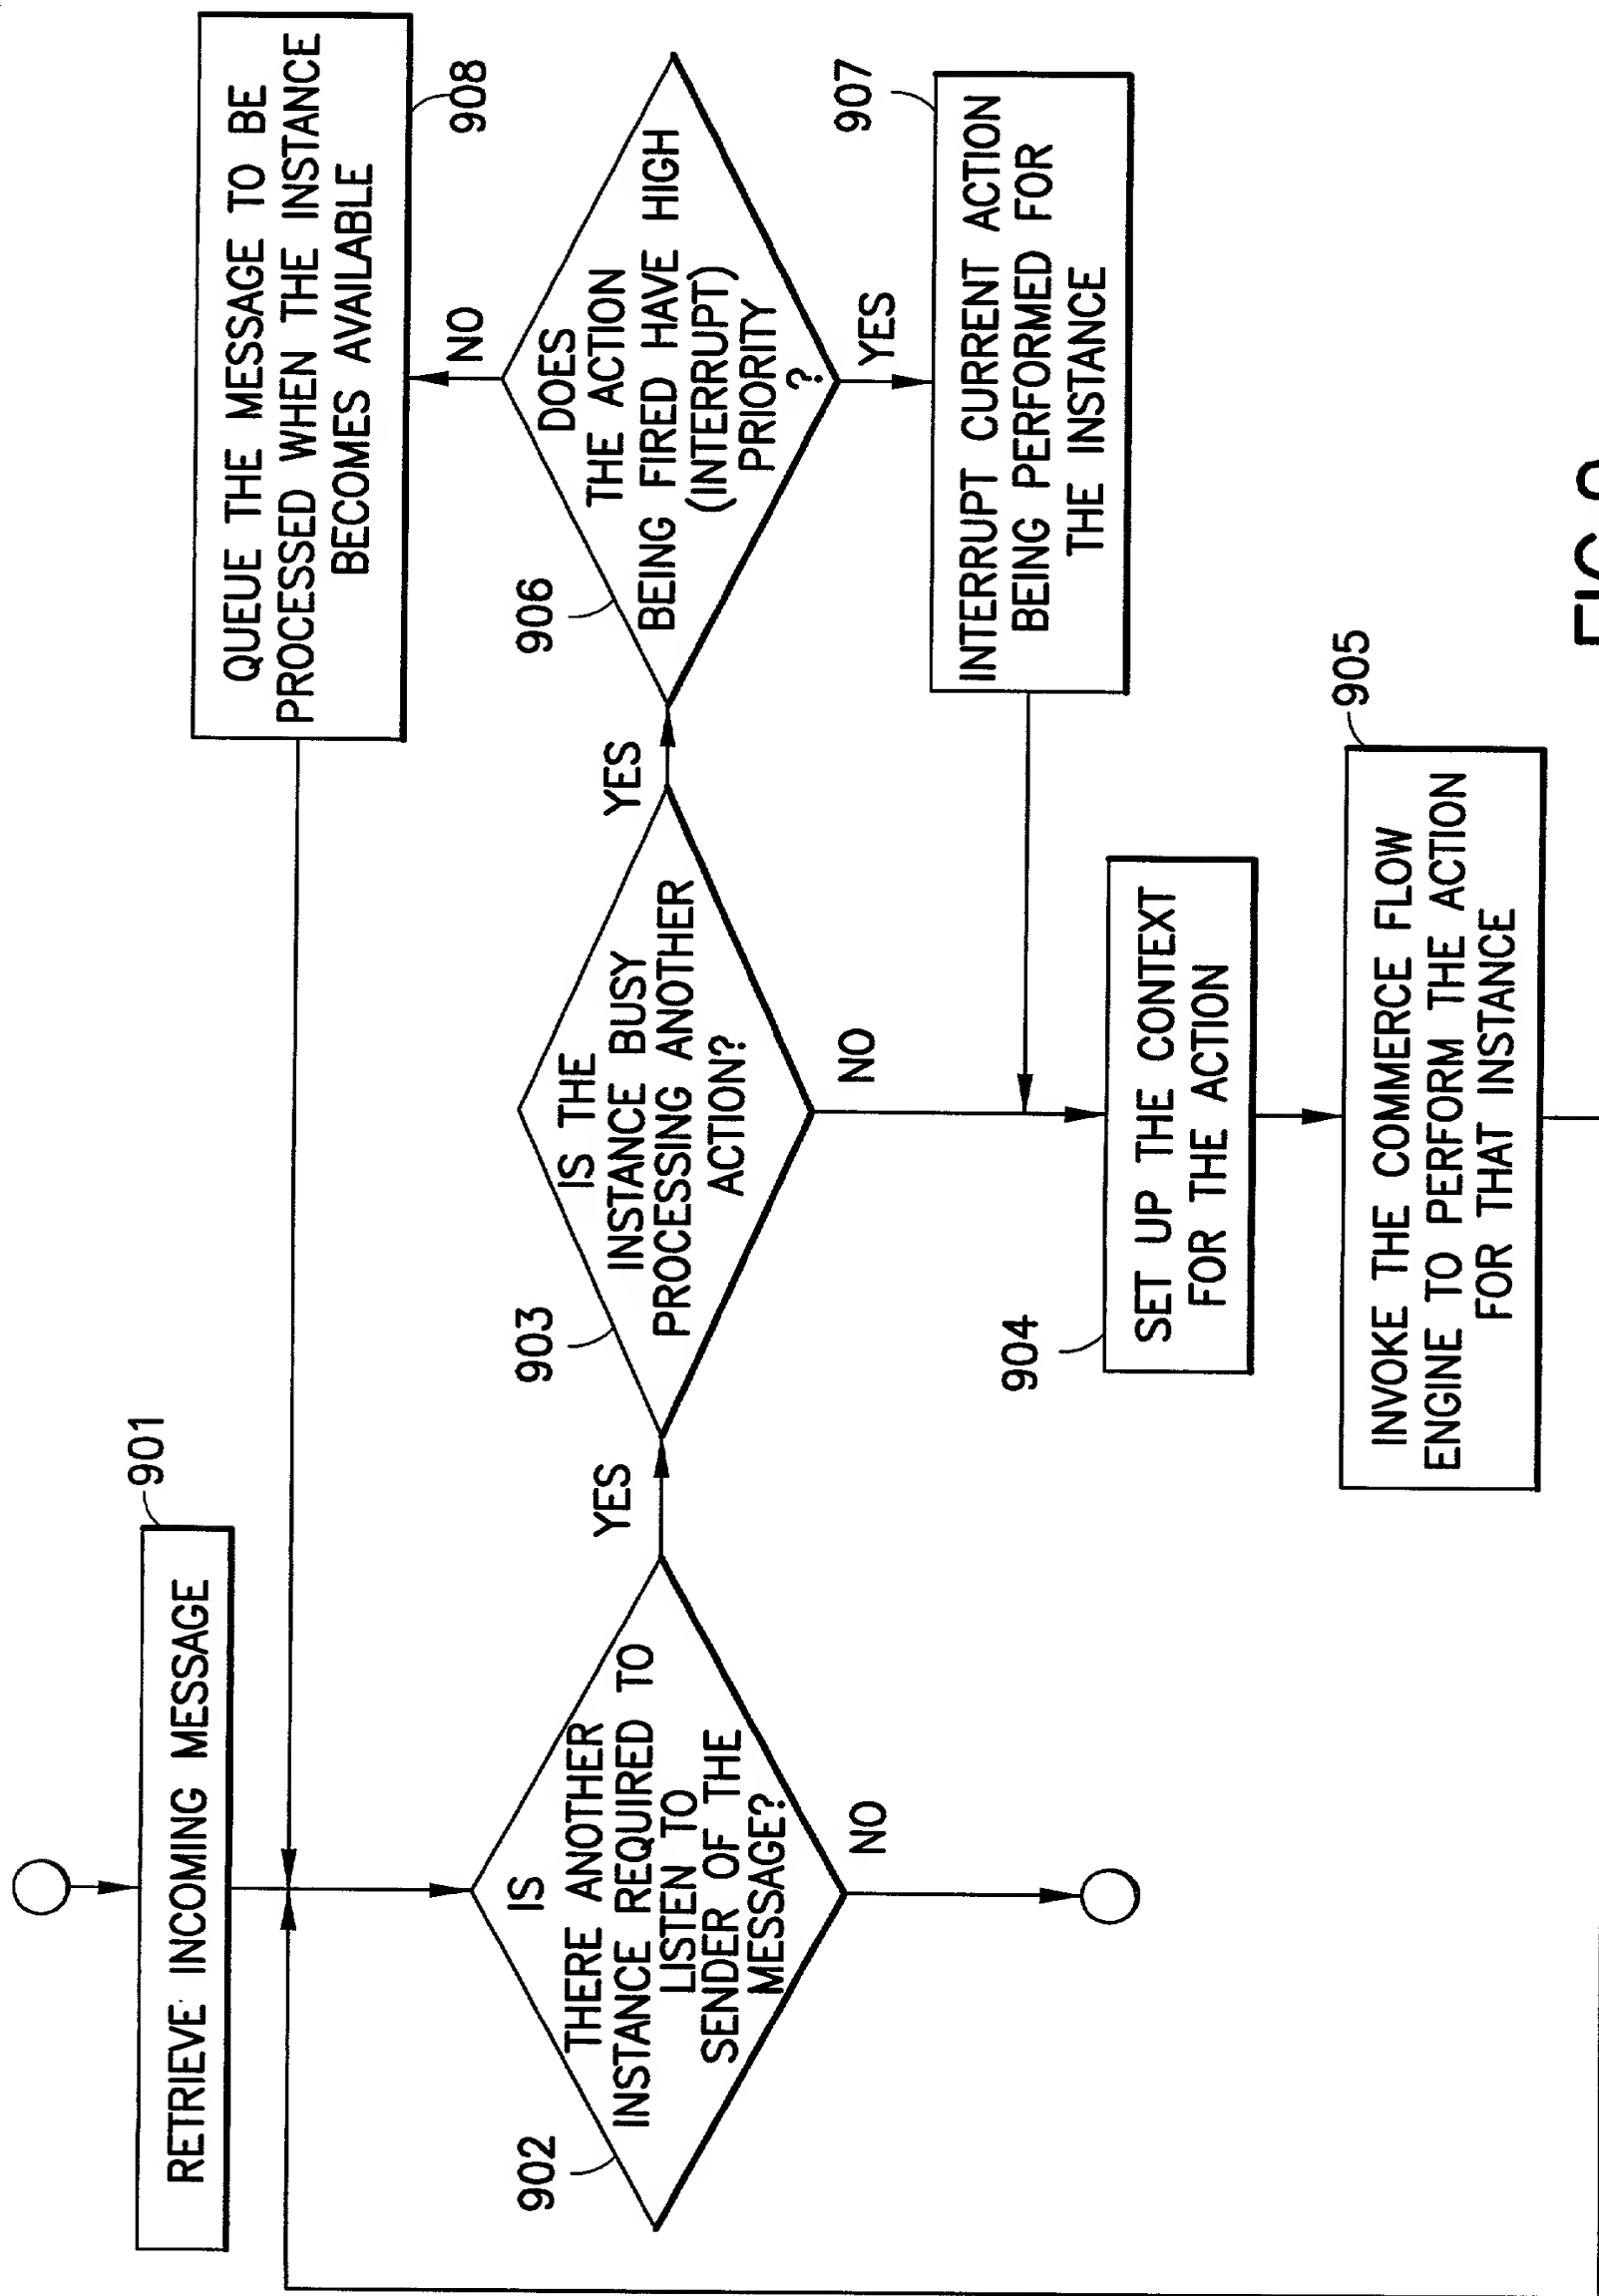 901
RETRIEVE INCOMING MESSAGE
902
IS
THERE ANOTHER
INSTANCE REQUIRED TO
LISTEN TO
SENDER OF THE
MESSAGE?
YES
NO
903
IS THE
INSTANCE BUSY
PROCESSING ANOTHER
ACTION?
YES
NO
904
SET UP THE CONTEXT
FOR THE ACTION
905
INVOKE THE COMMERCE FLOW
ENGINE TO PERFORM THE ACTION
FOR THAT INSTANCE
906
DOES
THE ACTION
BEING FIRED HAVE HIGH
(INTERRUPT)
PRIORITY
?
NO
YES
907
INTERRUPT CURRENT ACTION
BEING PERFORMED FOR
THE INSTANCE
908
QUEUE THE MESSAGE TO BE
PROCESSED WHEN THE INSTANCE
BECOMES AVAILABLE